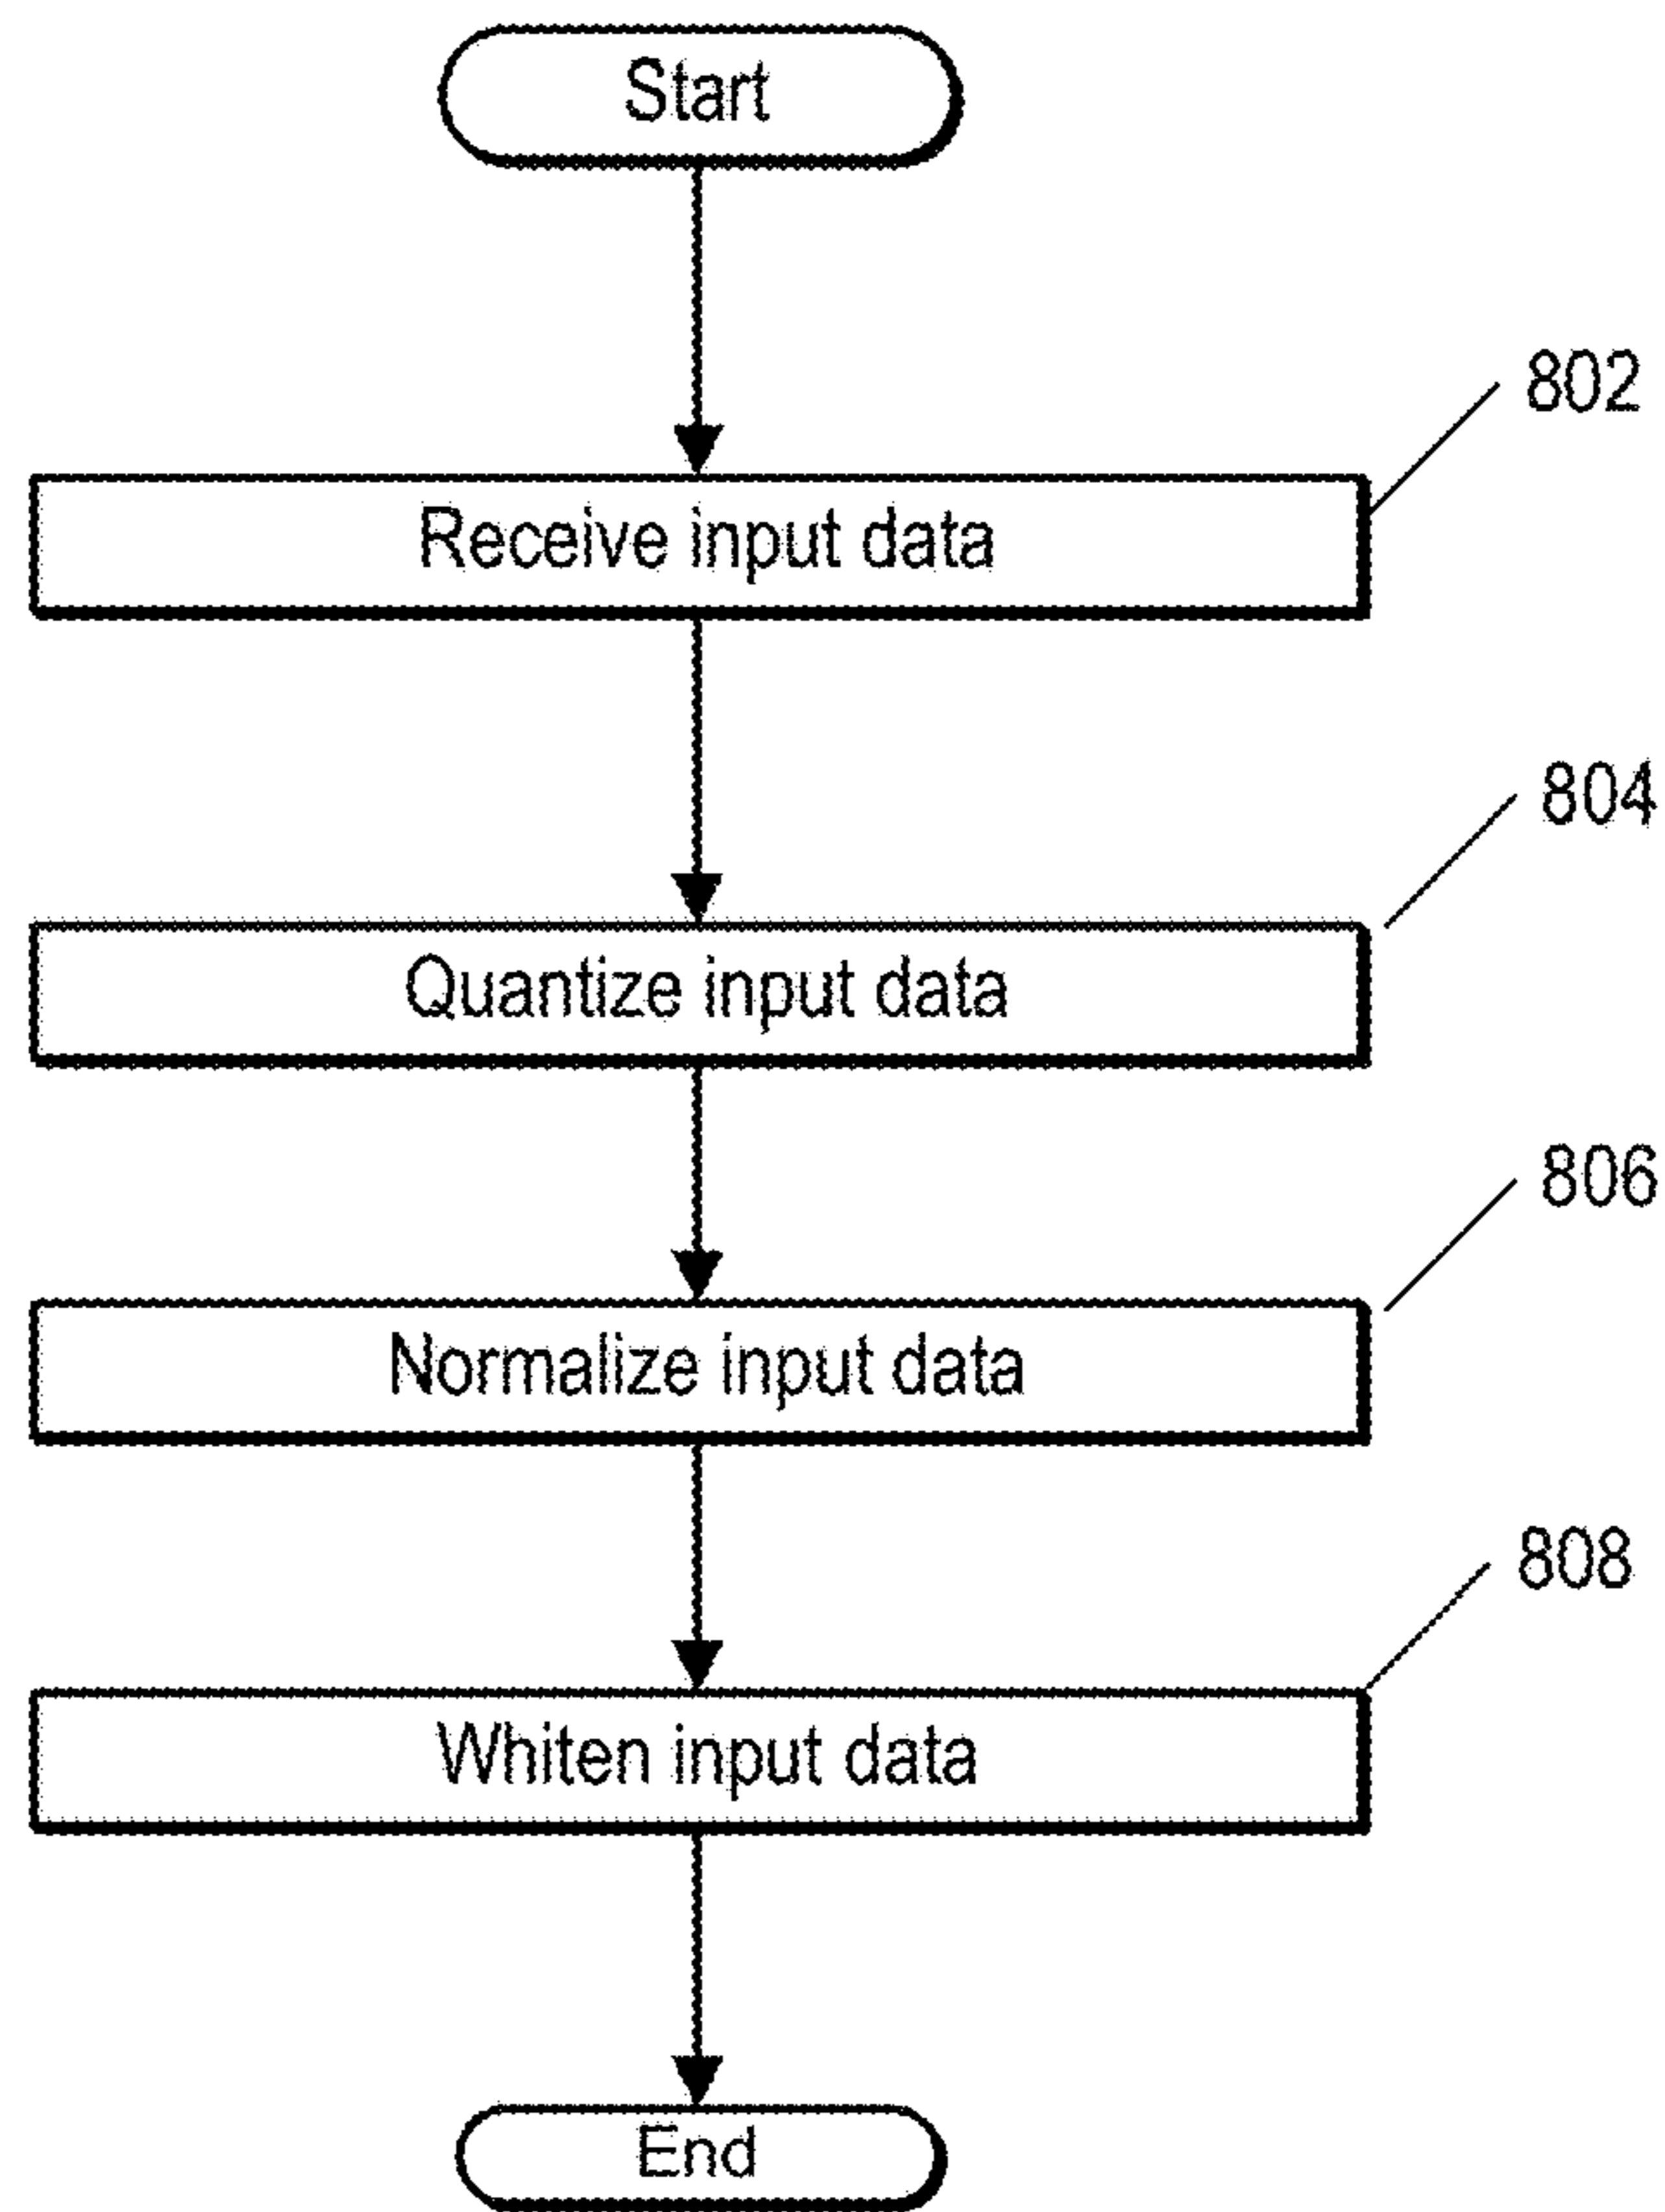 Start
802
Receive input data
804
Quantize input data
806
Normalize input data
808
Whiten input data
End